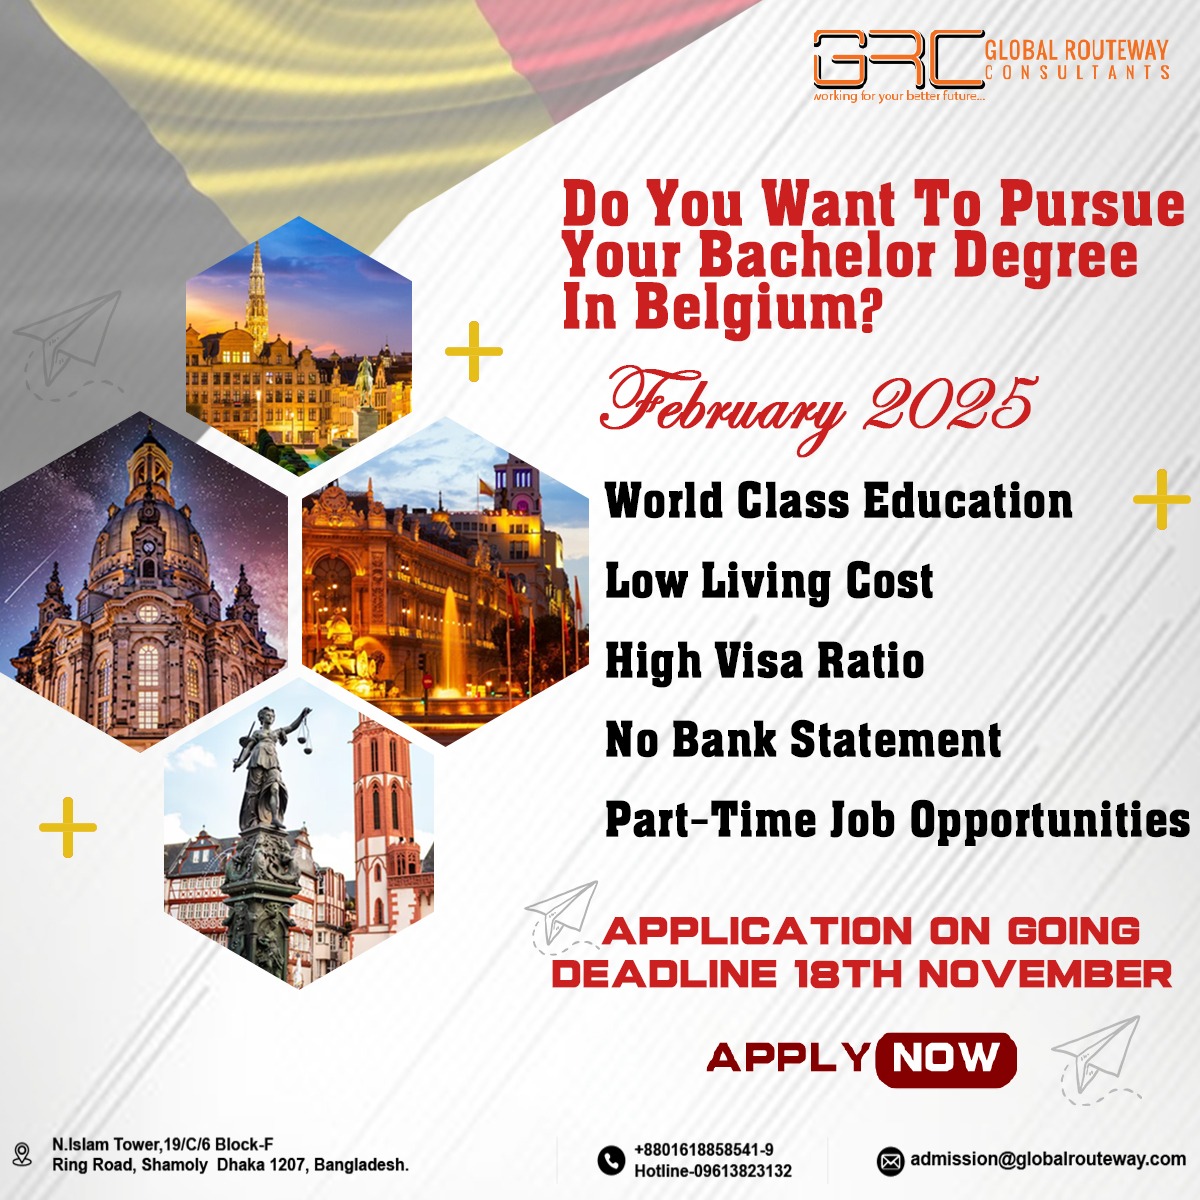 GRC GLOBAL ROUTEWAY
CONSULTANTS
working for your better future...
Do You Want To Pursue
Your Bachelor Degree
In Belgium?
February 2025
World Class Education
Low Living Cost
High Visa Ratio
No Bank Statement
Part-Time Job Opportunities
APPLICATION ON GOING
DEADLINE 18TH NOVEMBER
APPLY NOW
N.Islam Tower,19/C/6 Block-F
Ring Road, Shamoly Dhaka 1207, Bangladesh.
+8801618858541-9
Hotline-09613823132
admission@globalrouteway.com